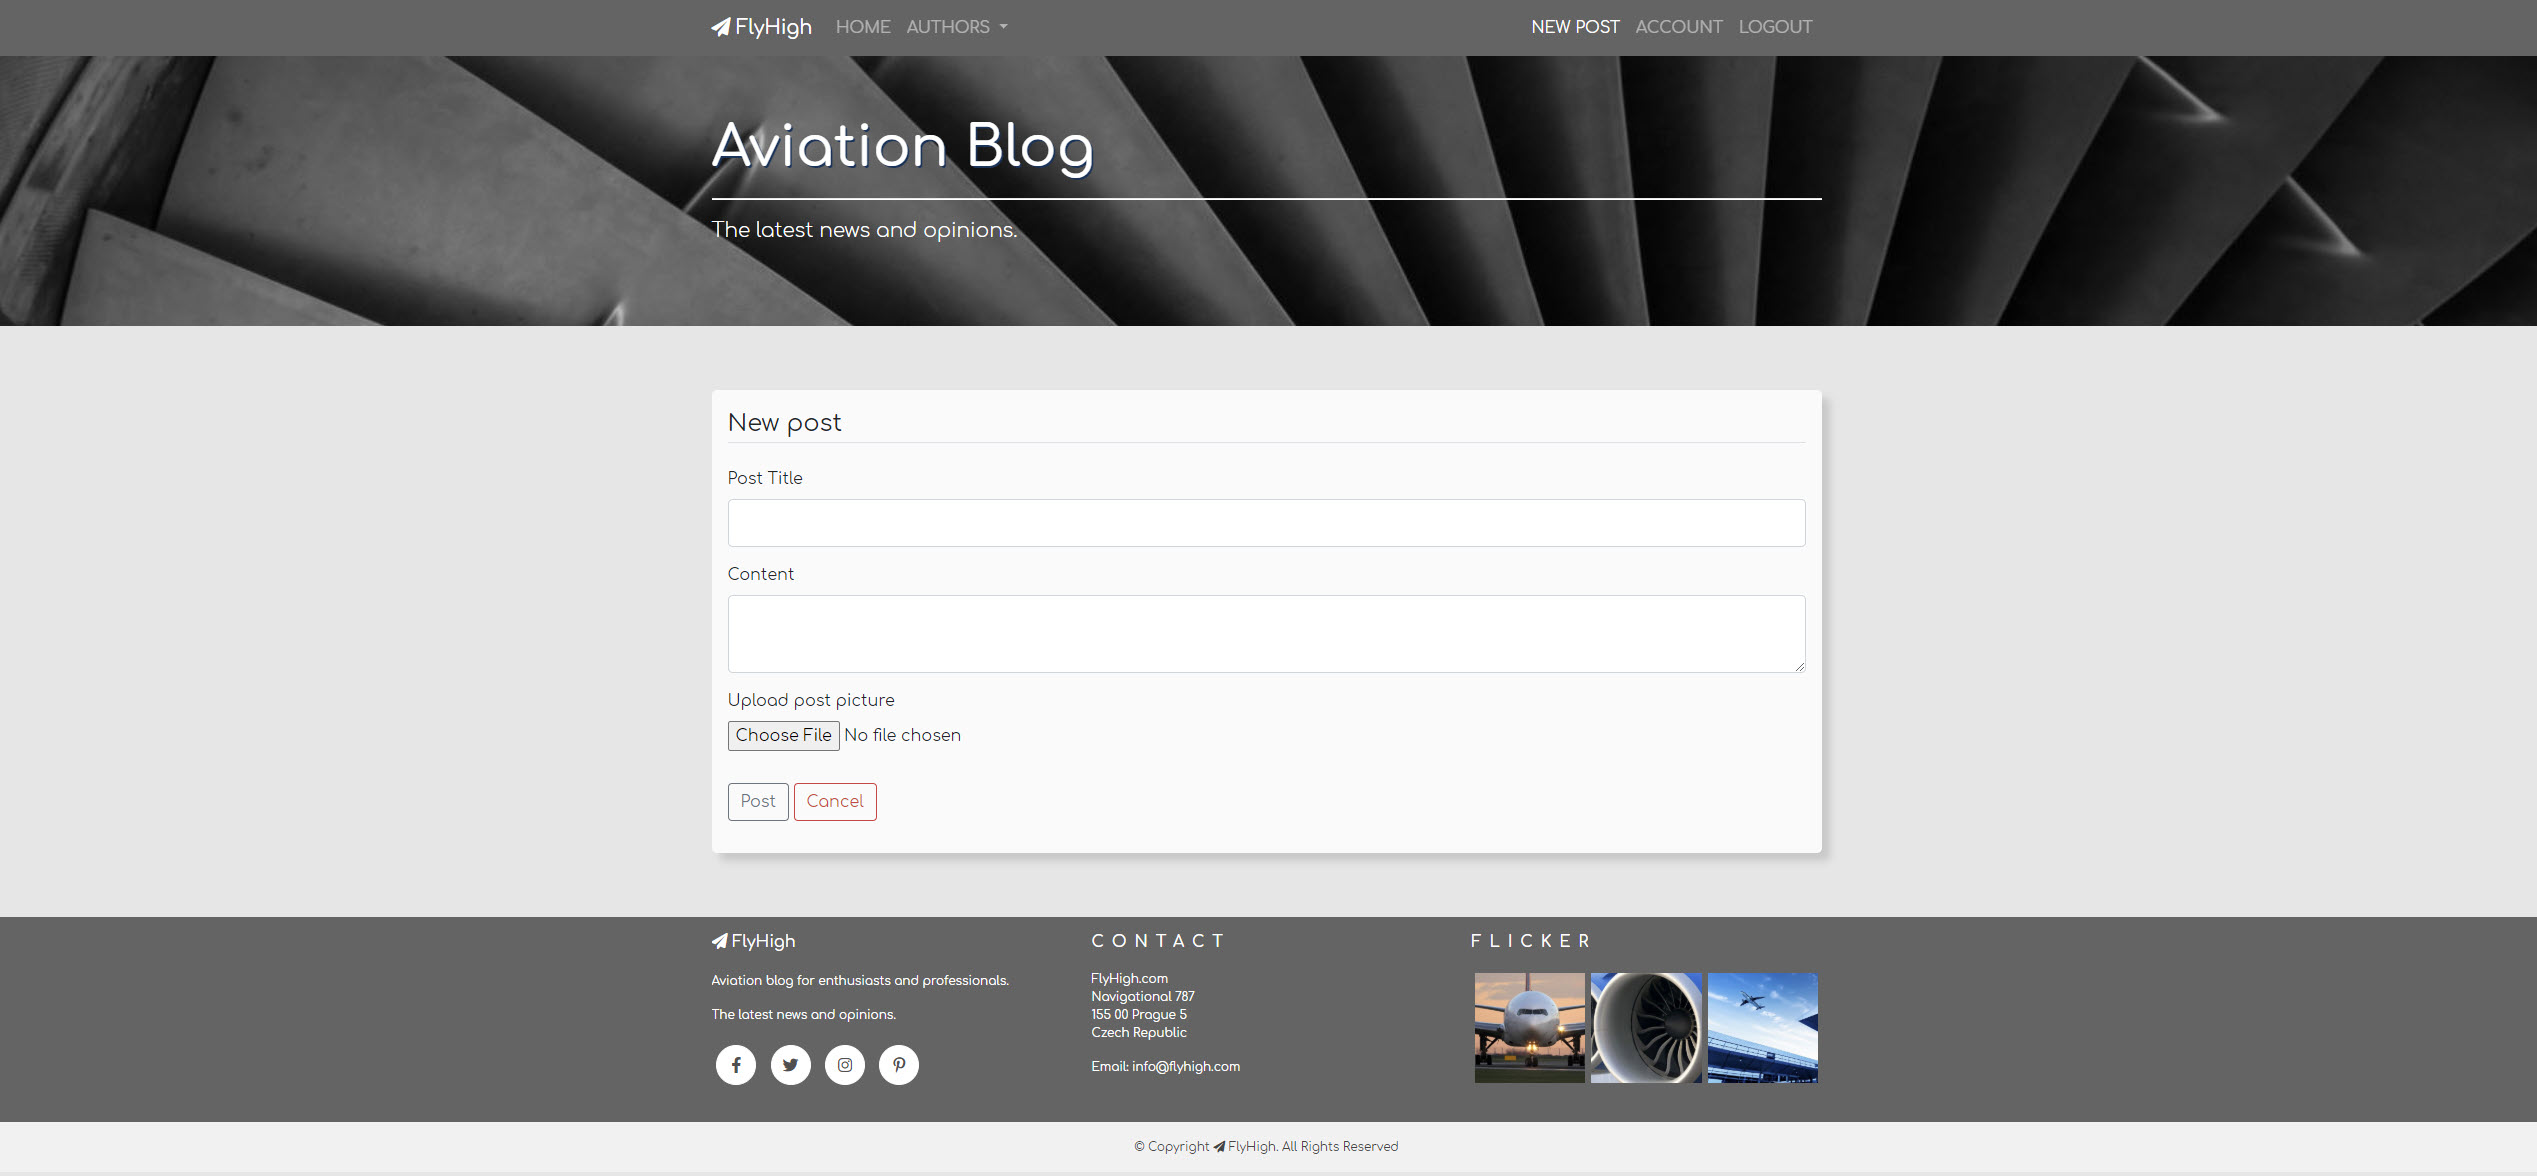 FlyHigh HOME AUTHORS NEW POST ACCOUNT LOGOUT
Aviation Blog
The latest news and opinions.
New post
Post Title
Content
Upload post picture
Choose File No file chosen
Post Cancel
FlyHigh
Aviation blog for enthusiasts and professionals.
The latest news and opinions.
CONTACT
FlyHigh.com
Navigational 787
155 00 Prague 5
Czech Republic
Email: info@flyhigh.com
FLICKER
© Copyright FlyHigh. All Rights Reserved